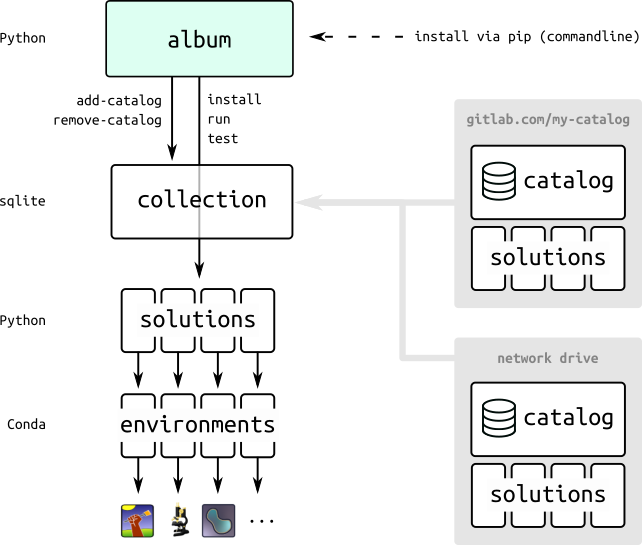 Python
album
install via pip (commandline)
add-catalog
remove-catalog
install
run
test
gitlab.com/my-catalog
catalog
solutions
sqlite
collection
Python
solutions
network drive
catalog
solutions
Conda
environments
...